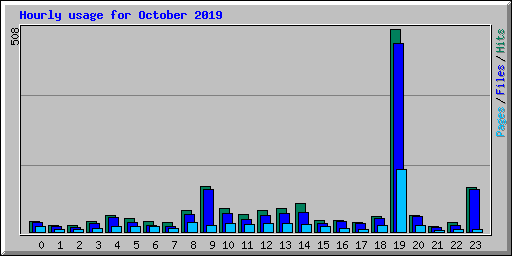 Hourly usage for October 2019
508
Pages/Files/Hits
0 1 2 3 4 5 6 7 8 9 10 11 12 13 14 15 16 17 18 19 20 21 22 23